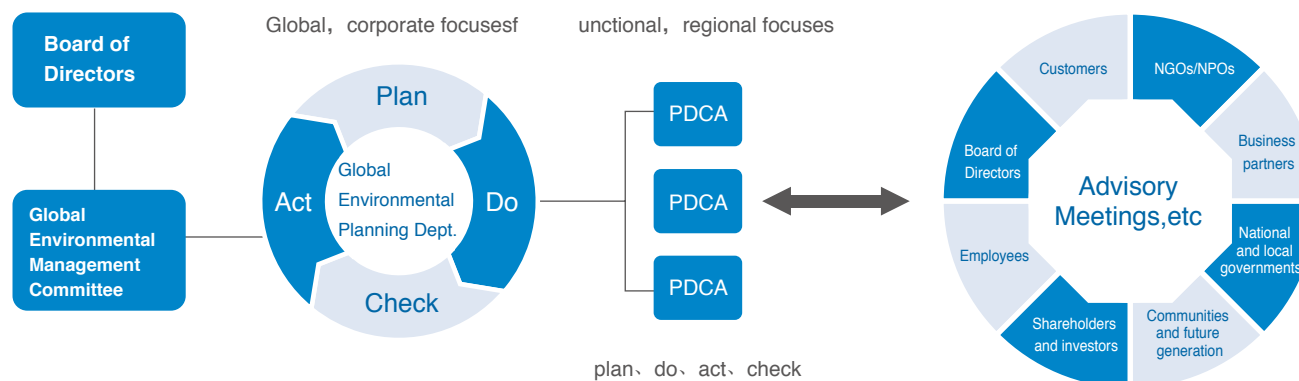 Board of
Directors
Global
Environmental
Management
Committee
Global，corporate focusesf
unctional，regional focuses
Plan
Act
Global
Environmental
Planning Dept.
Do
Check
PDCA
PDCA
PDCA
plan、do、act、check
Customers
NGOs/NPOs
Board of
Directors
Business
partners
Advisory
Meetings,etc
Employees
National
and local
governments
Shareholders
and investors
Communities
and future
generation